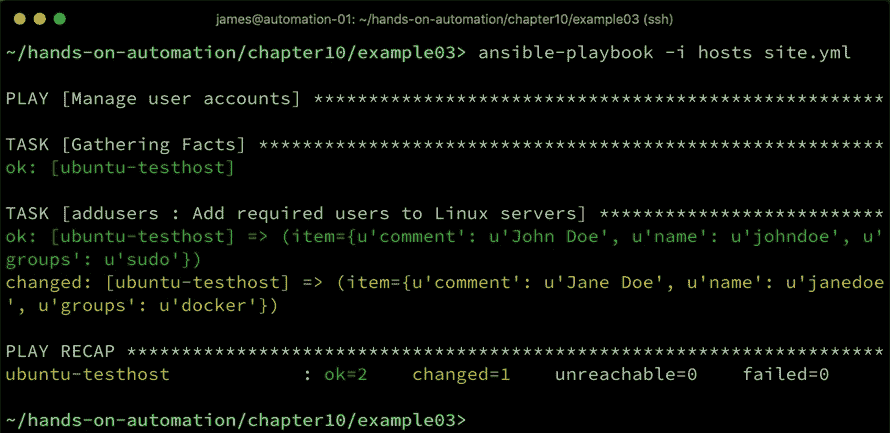 james@automation-01: ~/hands-on-automation/chapter10/example03 (ssh)
~/hands-on-automation/chapter10/example03> ansible-playbook -i hosts site.yml
PLAY [Manage user accounts] ****************************************************
TASK [Gathering Facts] *********************************************************
ok: [ubuntu-testhost]
TASK [addusers : Add required users to Linux servers] **************************
ok: [ubuntu-testhost] => (item={u'comment': u'John Doe', u'name': u'johndoe', u'
groups': u'sudo'})
changed: [ubuntu-testhost] => (item={u'comment': u'Jane Doe', u'name': u'janedoe
', u'groups': u'docker'})
PLAY RECAP *********************************************************************
ubuntu-testhost            : ok=2    changed=1    unreachable=0    failed=0
~/hands-on-automation/chapter10/example03>